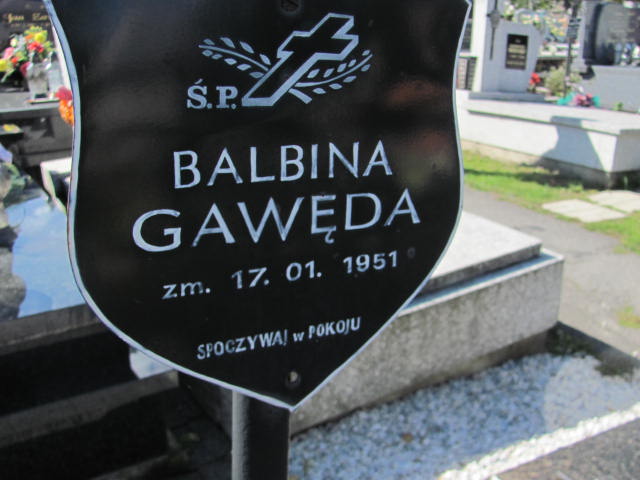 Ś.P.
BALBINA
GAWĘDA
zm. 17. 01. 1951
SPOCZYWAJ w POKOJU